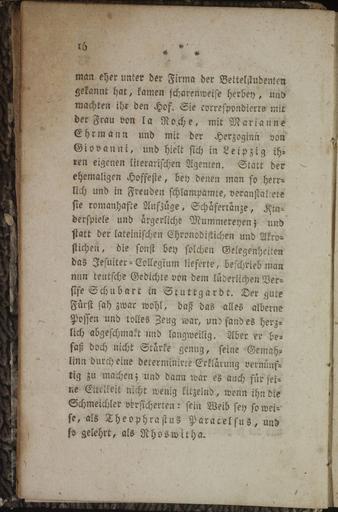 16
* * *
man eher unter der Firma der Bettelstudenten
gekannt hat, kamen scharenweise herbey, und
machten ihr den Hof. Sie correspondierte mit
der Frau von la Roche, mit Marianne
Ehrmann und mit der Herzoginn von
Giovanni, und hielt sich in Leipzig ih-
ren eigenen literarischen Agenten. Statt der
ehemaligen Hoffeste, bey denen man so herr-
lich und in Freuden schlampamte, veranstaltete
sie romanhafte Aufzüge, Schäfertänze, Kin-
derspiele und ärgerliche Mummereyen; und
statt der lateinischen Chronodistichen und Akro-
stichen, die sonst bey solchen Gelegenheiten
das Jesuiter-Collegium lieferte, beschrieb man
nun teutsche Gedichte von dem lüderlichen Ver-
sife Schubart in Stuttgardt. Der gute
Fürst sah zwar wohl, daß das alles alberne
Possen und tolles Zeug war, und fand es herz-
lich abgeschmakt und langweilig. Aber er be-
saß doch nicht Stärke genug, seine Gemah-
linn durch eine determinirte Erklärung vernünf-
tig zu machen; und dann war es auch für sei-
ne Eitelkeit nicht wenig kitzelnd, wenn ihn die
Schmeichler versicherten: sein Weib sey so wei-
se, als Theophrastus Paracelsus, und
so gelehrt, als Rhoswitha.